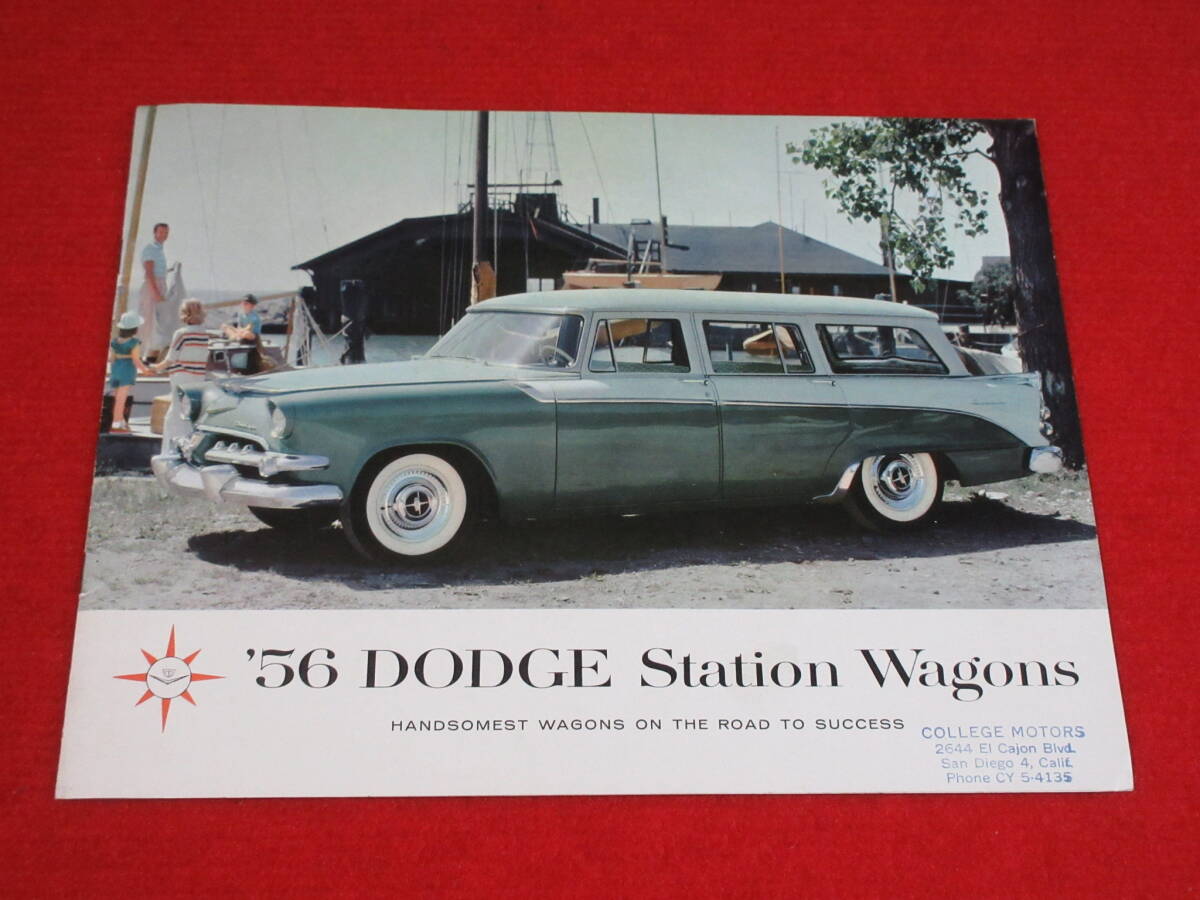 '56 DODGE Station Wagons
HANDSOMEST WAGONS ON THE ROAD TO SUCCESS
COLLEGE MOTORS
2644 El Cajon Blvd.
San Diego 4, Calif.
Phone CY 5-4135